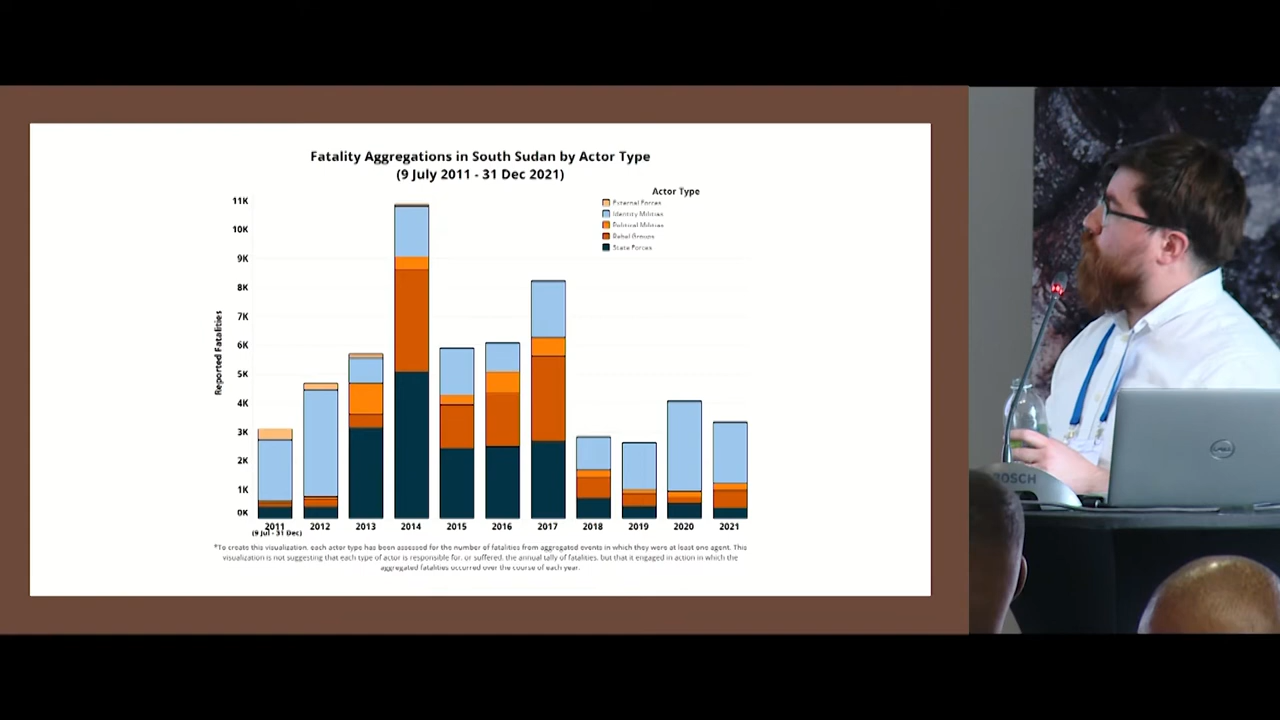 Fatality Aggregations in South Sudan by Actor Type
(9 July 2011 - 31 Dec 2021)
Actor Type
External Forces
Identity Militias
Political Militias
Rebel Groups
State Forces
Reported Fatalities
11K
10K
9K
8K
7K
6K
5K
4K
3K
2K
1K
0K
2011 2012 2013 2014 2015 2016 2017 2018 2019 2020 2021
(9 Jul - 31 Dec)
*To create this visualization, each actor type has been assessed for the number of fatalities from aggregated events in which they were at least one agent. This
visualization is not suggesting that each type of actor is responsible for, or suffered, the annual tally of fatalities, but that it engaged in action in which the
aggregated fatalities occurred over the course of each year.
DELL
BOSCH